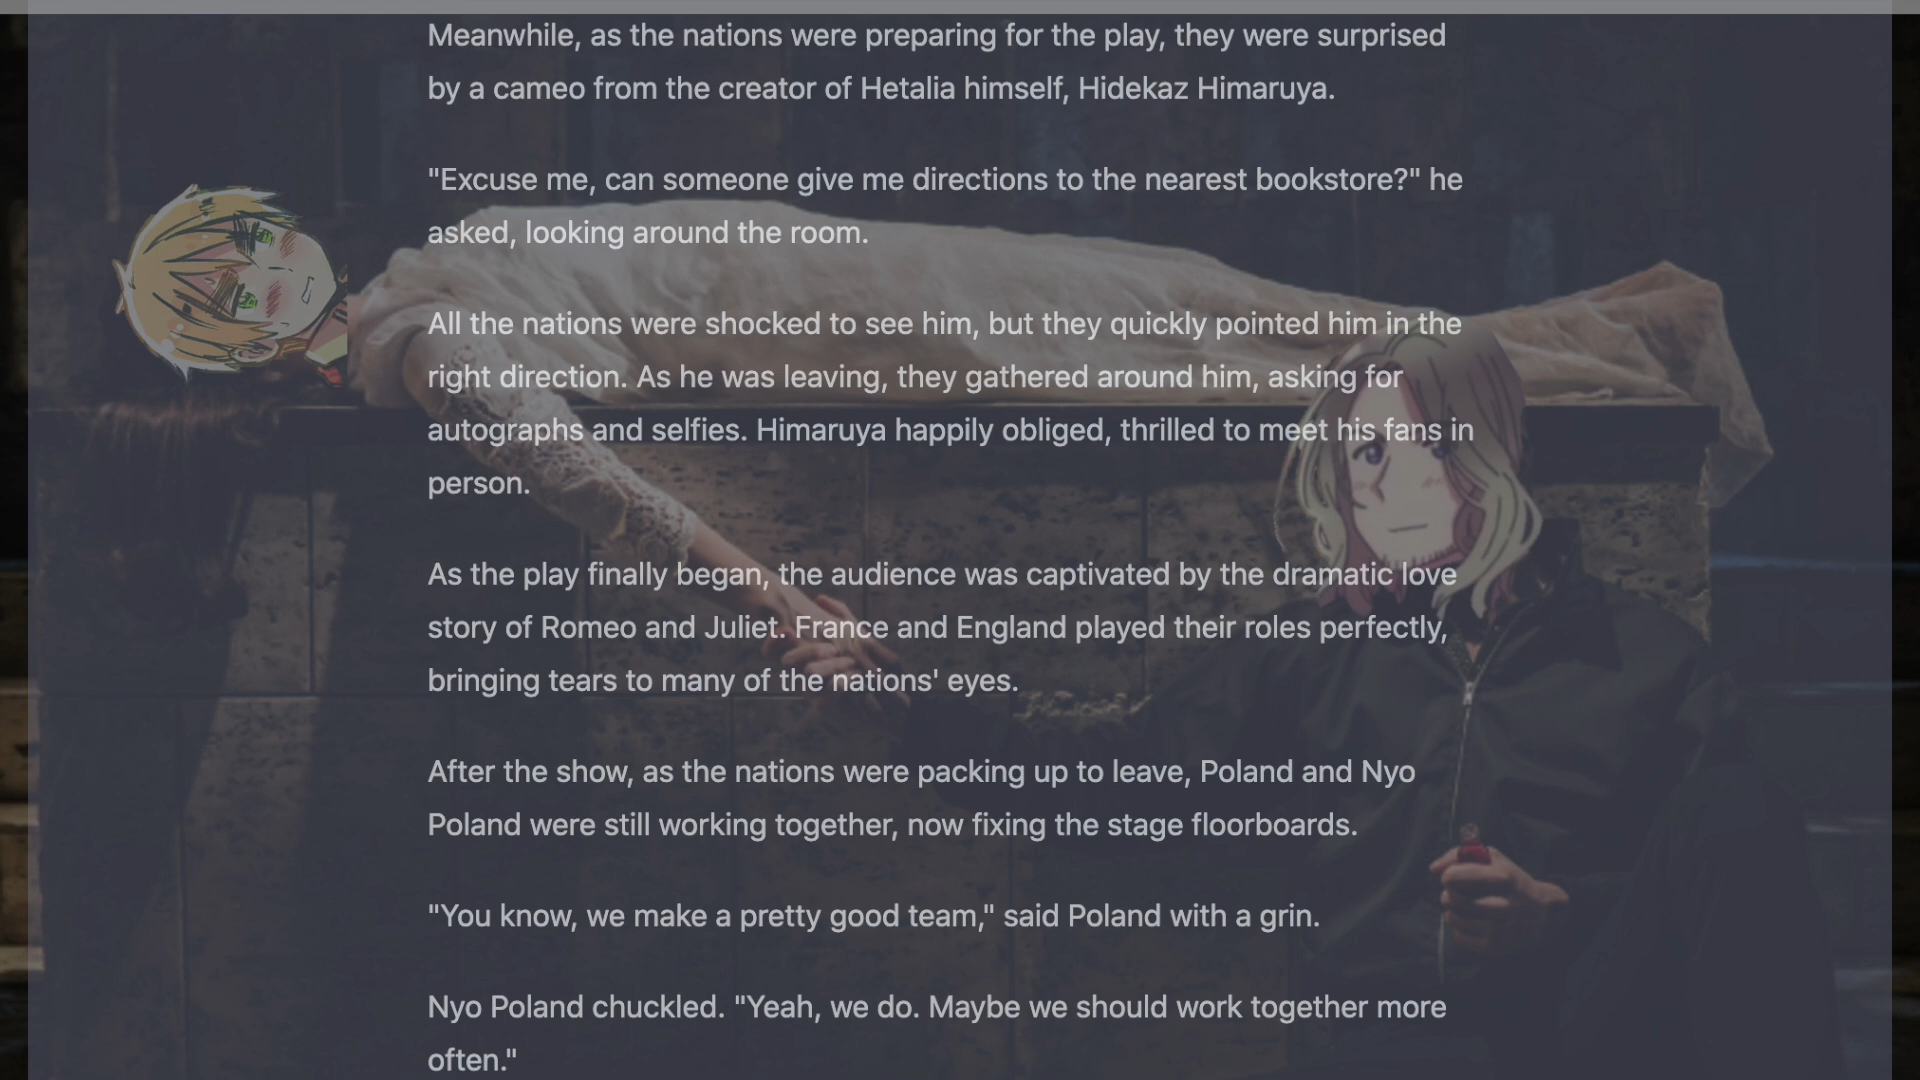 Meanwhile, as the nations were preparing for the play, they were surprised
by a cameo from the creator of Hetalia himself, Hidekaz Himaruya.
"Excuse me, can someone give me directions to the nearest bookstore?" he
asked, looking around the room.
All the nations were shocked to see him, but they quickly pointed him in the
right direction. As he was leaving, they gathered around him, asking for
autographs and selfies. Himaruya happily obliged, thrilled to meet his fans in
person.
As the play finally began, the audience was captivated by the dramatic love
story of Romeo and Juliet. France and England played their roles perfectly,
bringing tears to many of the nations' eyes.
After the show, as the nations were packing up to leave, Poland and Nyo
Poland were still working together, now fixing the stage floorboards.
"You know, we make a pretty good team," said Poland with a grin.
Nyo Poland chuckled. "Yeah, we do. Maybe we should work together more
often."